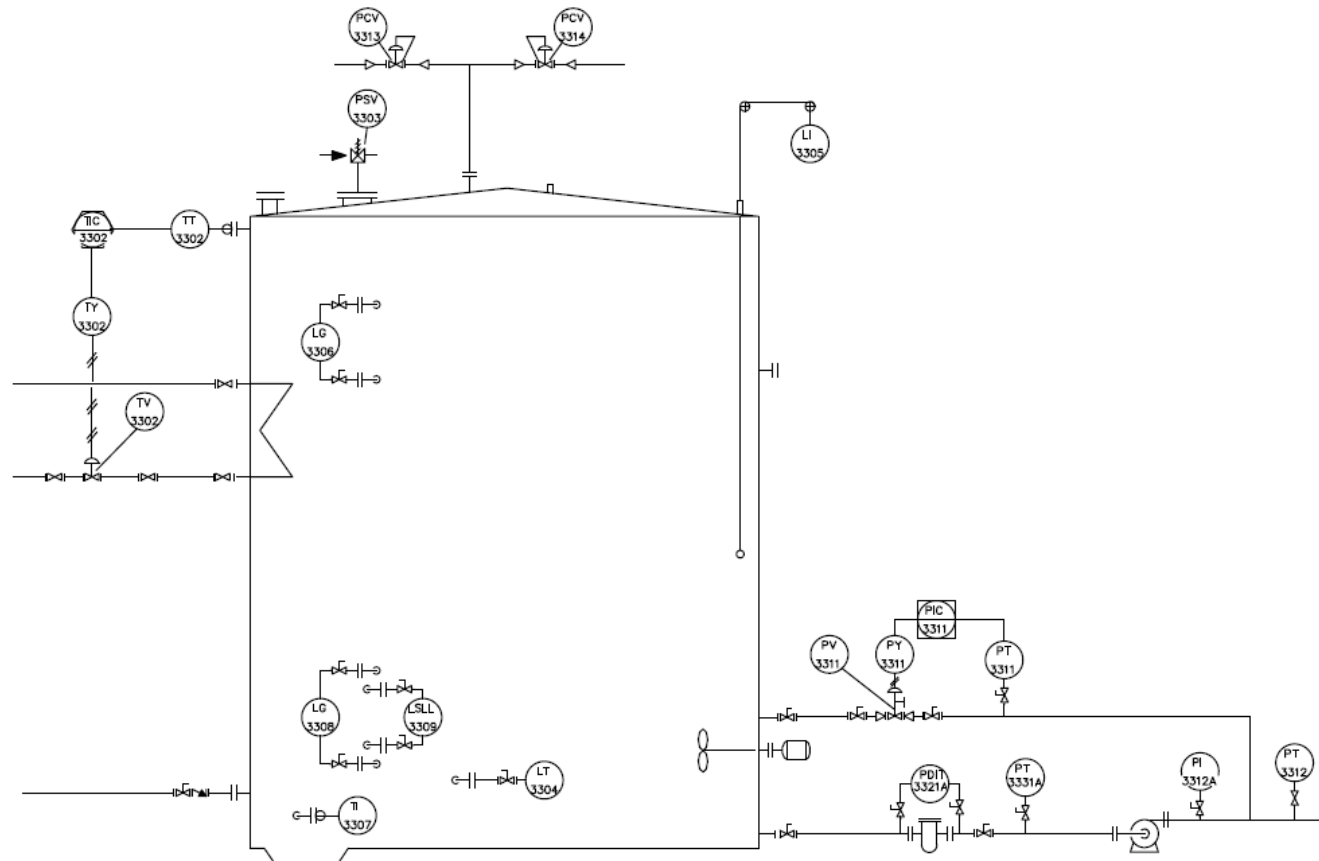 PCV
3313
PCV
3314
PSV
3303
LI
3305
TIC
3302
TT
3302
TY
3302
LG
3306
TV
3302
PIC
3311
PV
3311
PY
3311
PT
3311
LG
3308
LSLL
3309
LT
3304
TI
3307
PDIT
3321A
PT
3331A
PI
3312A
PT
3312